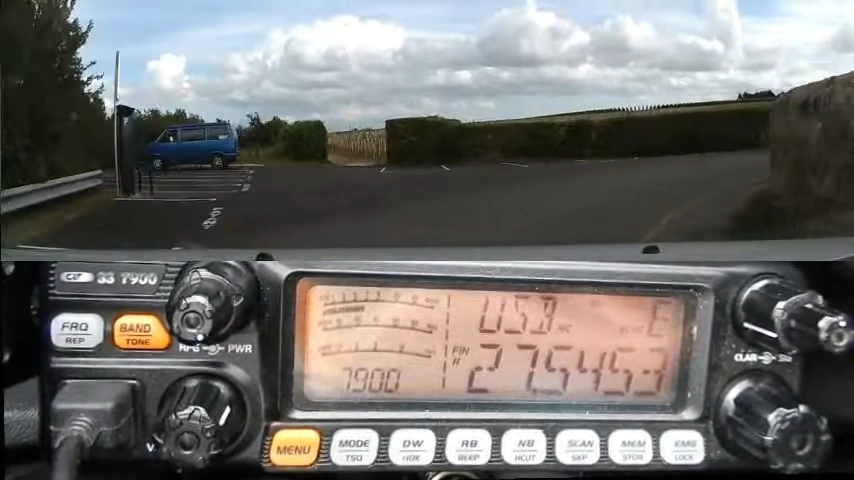 CRT SS 7900
FRQ
REP
BAND
TONE
RFG PWR
USB
E
FIN
R
27.5453
7900
CLAR SQ
V
MENU
MODE
TSQ
DW
HDK
RB
BEEP
NB
HCUT
SCAN
SKP
MEM
STOR
EMG
LOCK